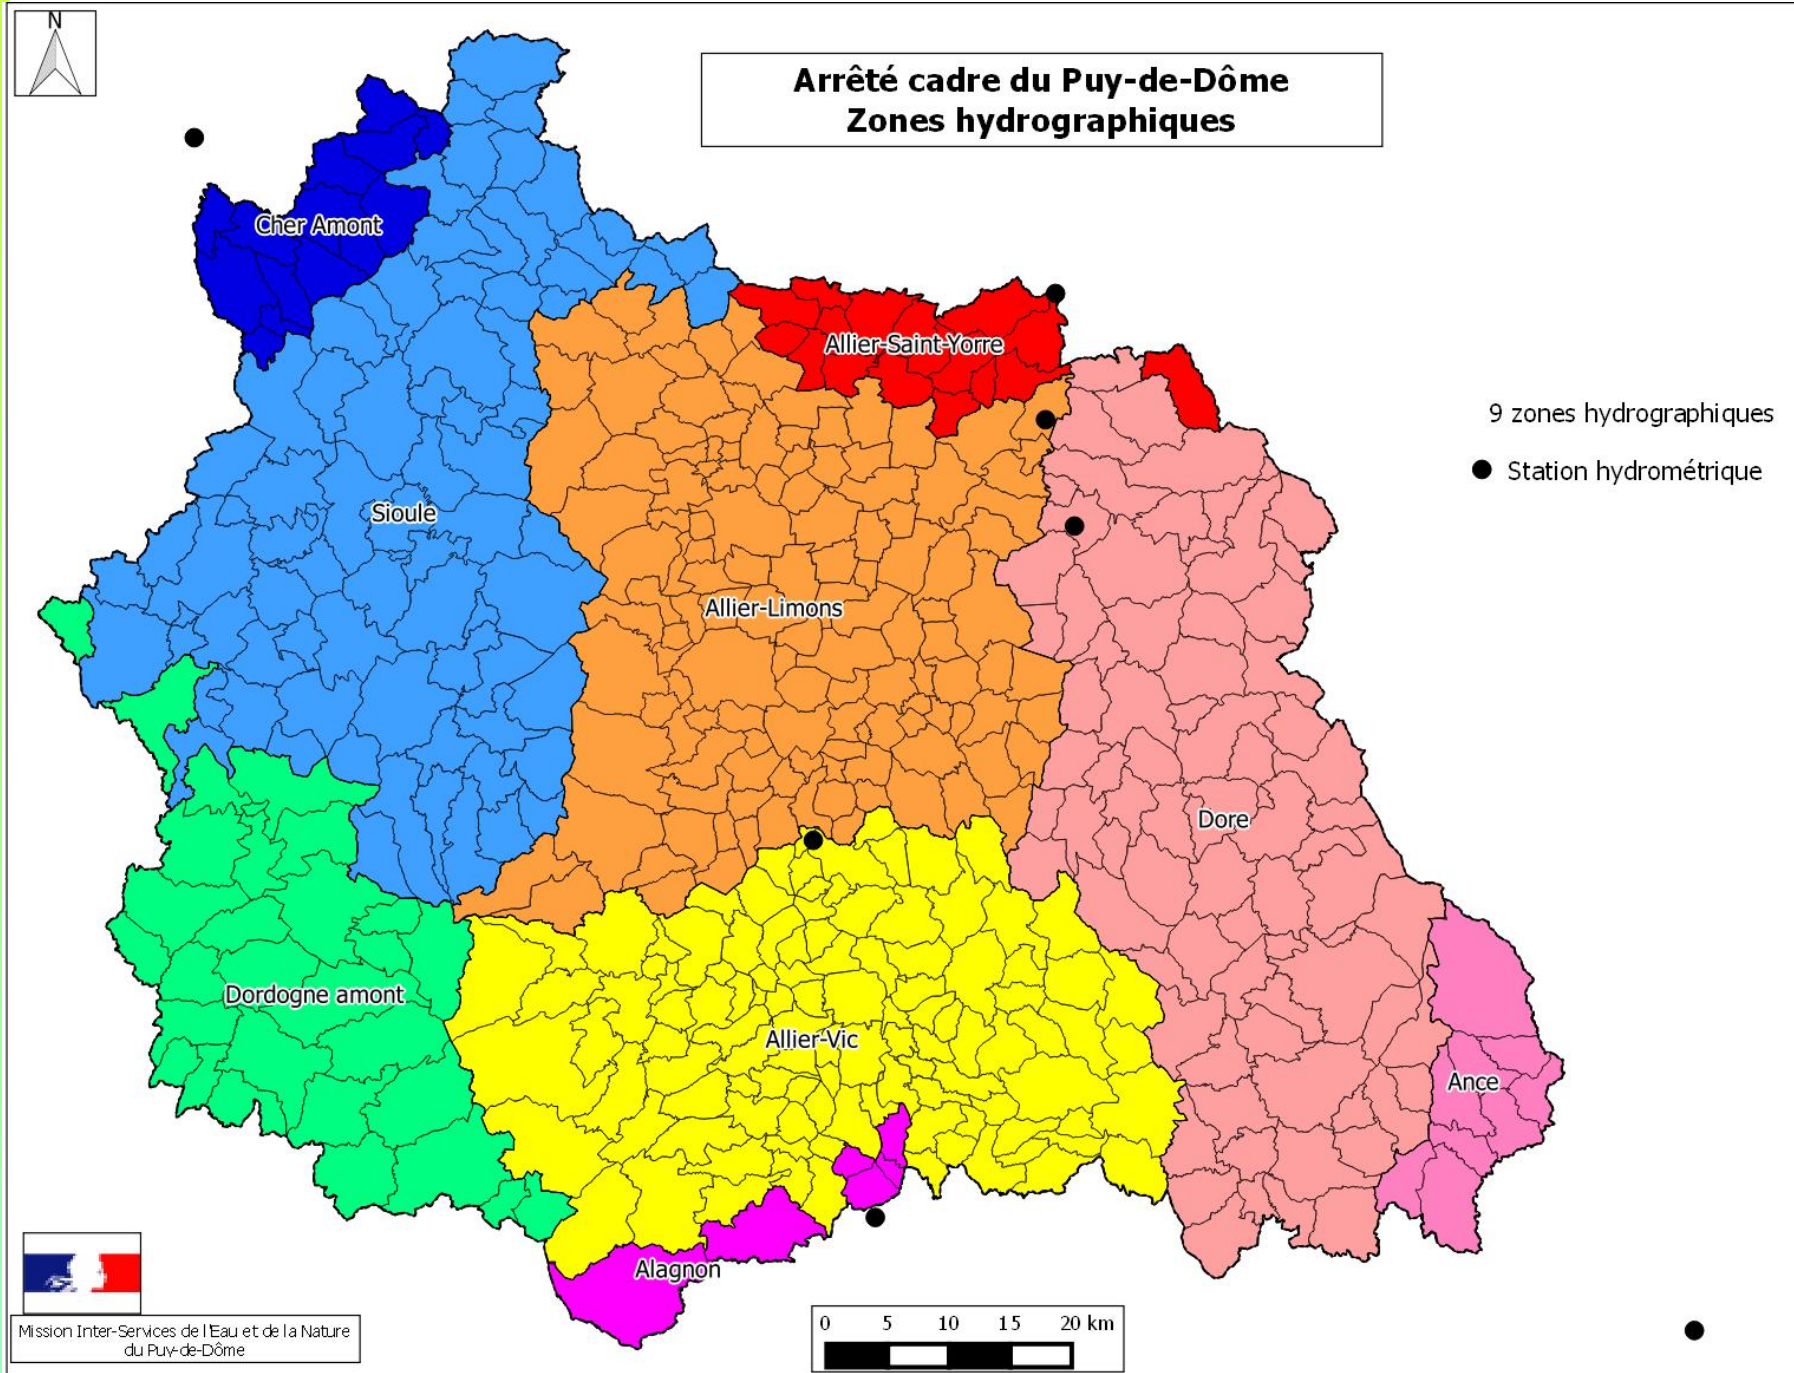 N
Arrêté cadre du Puy-de-Dôme
Zones hydrographiques
Cher Amont
Allier-Saint-Yorre
9 zones hydrographiques
Station hydrométrique
Sioule
Allier-Limons
Dore
Dordogne amont
Allier-Vic
Ance
Alagnon
0 5 10 15 20 km
Mission Inter-Services de l'Eau et de la Nature
du Puy-de-Dôme